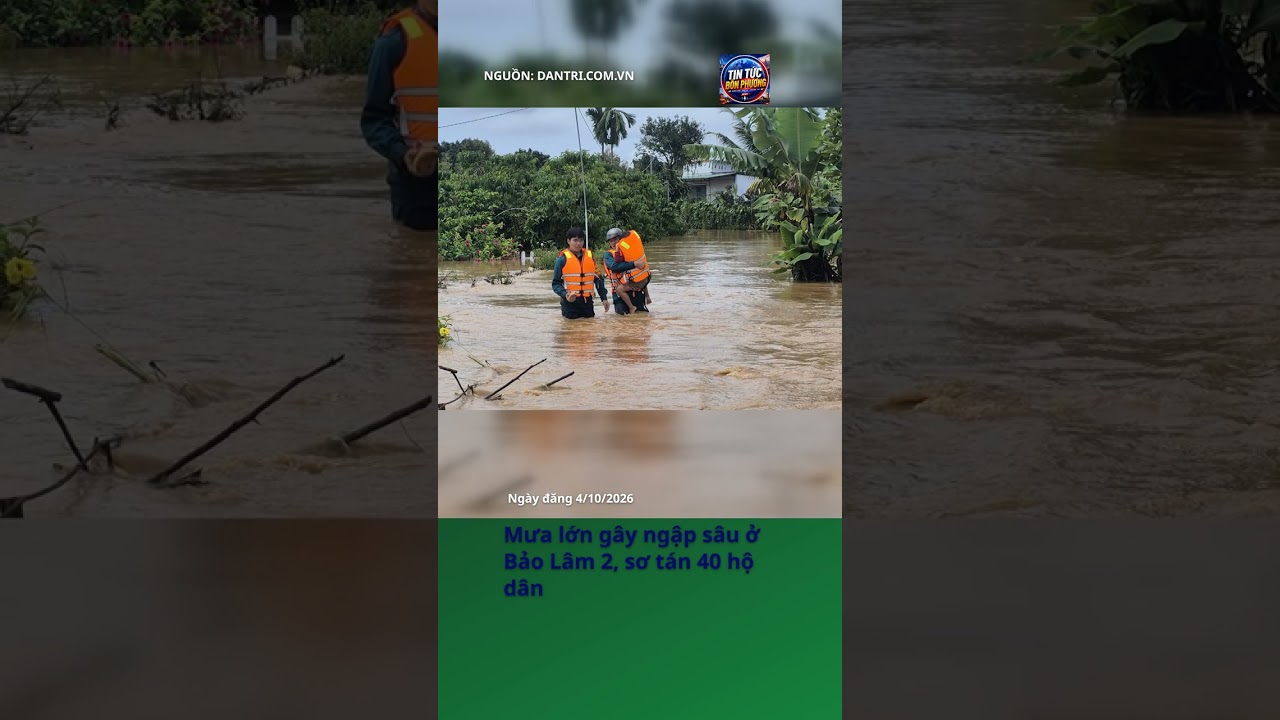 NGUỒN: DANTRI.COM.VN
TIN TỨC
BỐN PHƯƠNG
Ngày đăng 4/10/2026
Mưa lớn gây ngập sâu ở
Bảo Lâm 2, sơ tán 40 hộ
dân